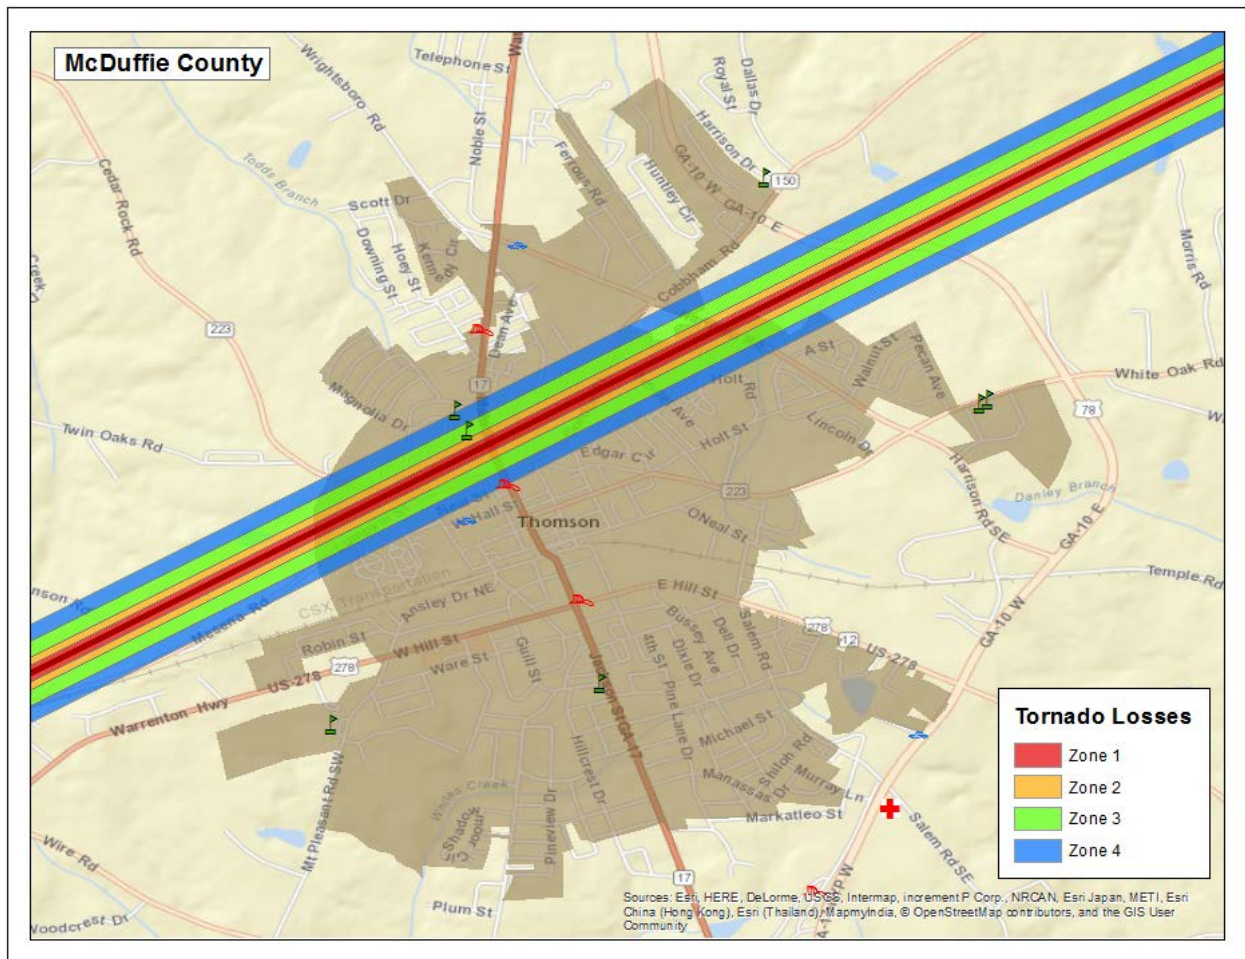 McDuffie County
Telephone St
Wrightsboro Rd
Noble St
Royal St
Dallas Dr
Harrison Dr
150
GA-10 W
GA-10 E
Ferrous Rd
Huntley Cir
Todds Branch
Cedar Rock Rd
Scott Dr
Downing St
Hoey St
Dean Ave
Cobbham Rd
Morris Rd
223
17
Magnolia Dr
Twin Oaks Rd
A St
Walnut St
Pecan Ave
White Oak Rd
78
Holt Rd
Holt St
Lincoln Dr
Edgar Cir
223
Harrison Rd SE
Danley Branch
GA-10 E
W Hall St
Thomson
ONeal St
Temple Rd
CSX Transportation
Mesena Rd
Ansley Dr NE
Robin St
W Hill St
E Hill St
278
US-278
Warrenton Hwy
Ware St
Guill St
4th St
Bussey Ave
Dixie Dr
Dell Dr
Salem Rd
278
12
US-278
GA-10 W
Jackson St
GA-17
Pine Lane Dr
Michael St
Shiloh Rd
Manassas Dr
Murray Ln
Markatleo St
Salem Rd SE
Hillcrest Dr
Pineview Dr
Whites Creek
Mt Pleasant Rd SW
Wire Rd
Woodcrest Dr
Plum St
17
Tornado Losses
Zone 1
Zone 2
Zone 3
Zone 4
Sources: Esri, HERE, DeLorme, USGS, Intermap, increment P Corp., NRCAN, Esri Japan, METI, Esri
China (Hong Kong), Esri (Thailand), MapmyIndia, © OpenStreetMap contributors, and the GIS User
Community